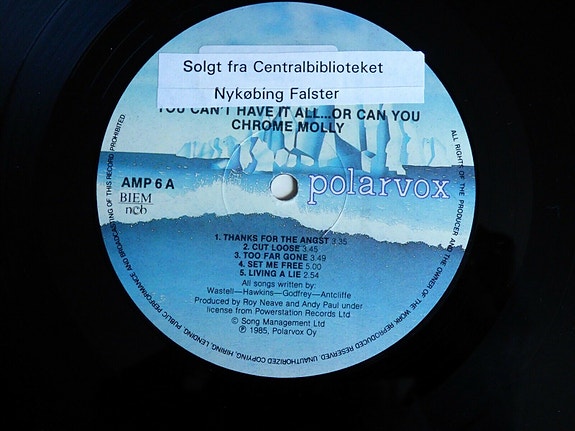 Solgt fra Centralbiblioteket
Nykøbing Falster
YOU CAN'T HAVE IT ALL...OR CAN YOU
CHROME MOLLY
AMP 6 A
BIEM
ncb
polarvox
1. THANKS FOR THE ANGST 3.35
2. CUT LOOSE 3.45
3. TOO FAR GONE 3.49
4. SET ME FREE 5.00
5. LIVING A LIE 2.54
All songs written by:
Wastell—Hawkins—Godfrey—Antcliffe
Produced by Roy Neave and Andy Paul under
license from Powerstation Records Ltd
© Song Management Ltd
℗ 1985, Polarvox Oy
ALL RIGHTS OF THE PRODUCER AND THE OWNER OF THE WORK REPRODUCED RESERVED. UNAUTHORIZED COPYING, HIRING, LENDING, PUBLIC PERFORMANCE AND BROADCASTING OF THIS RECORD PROHIBITED